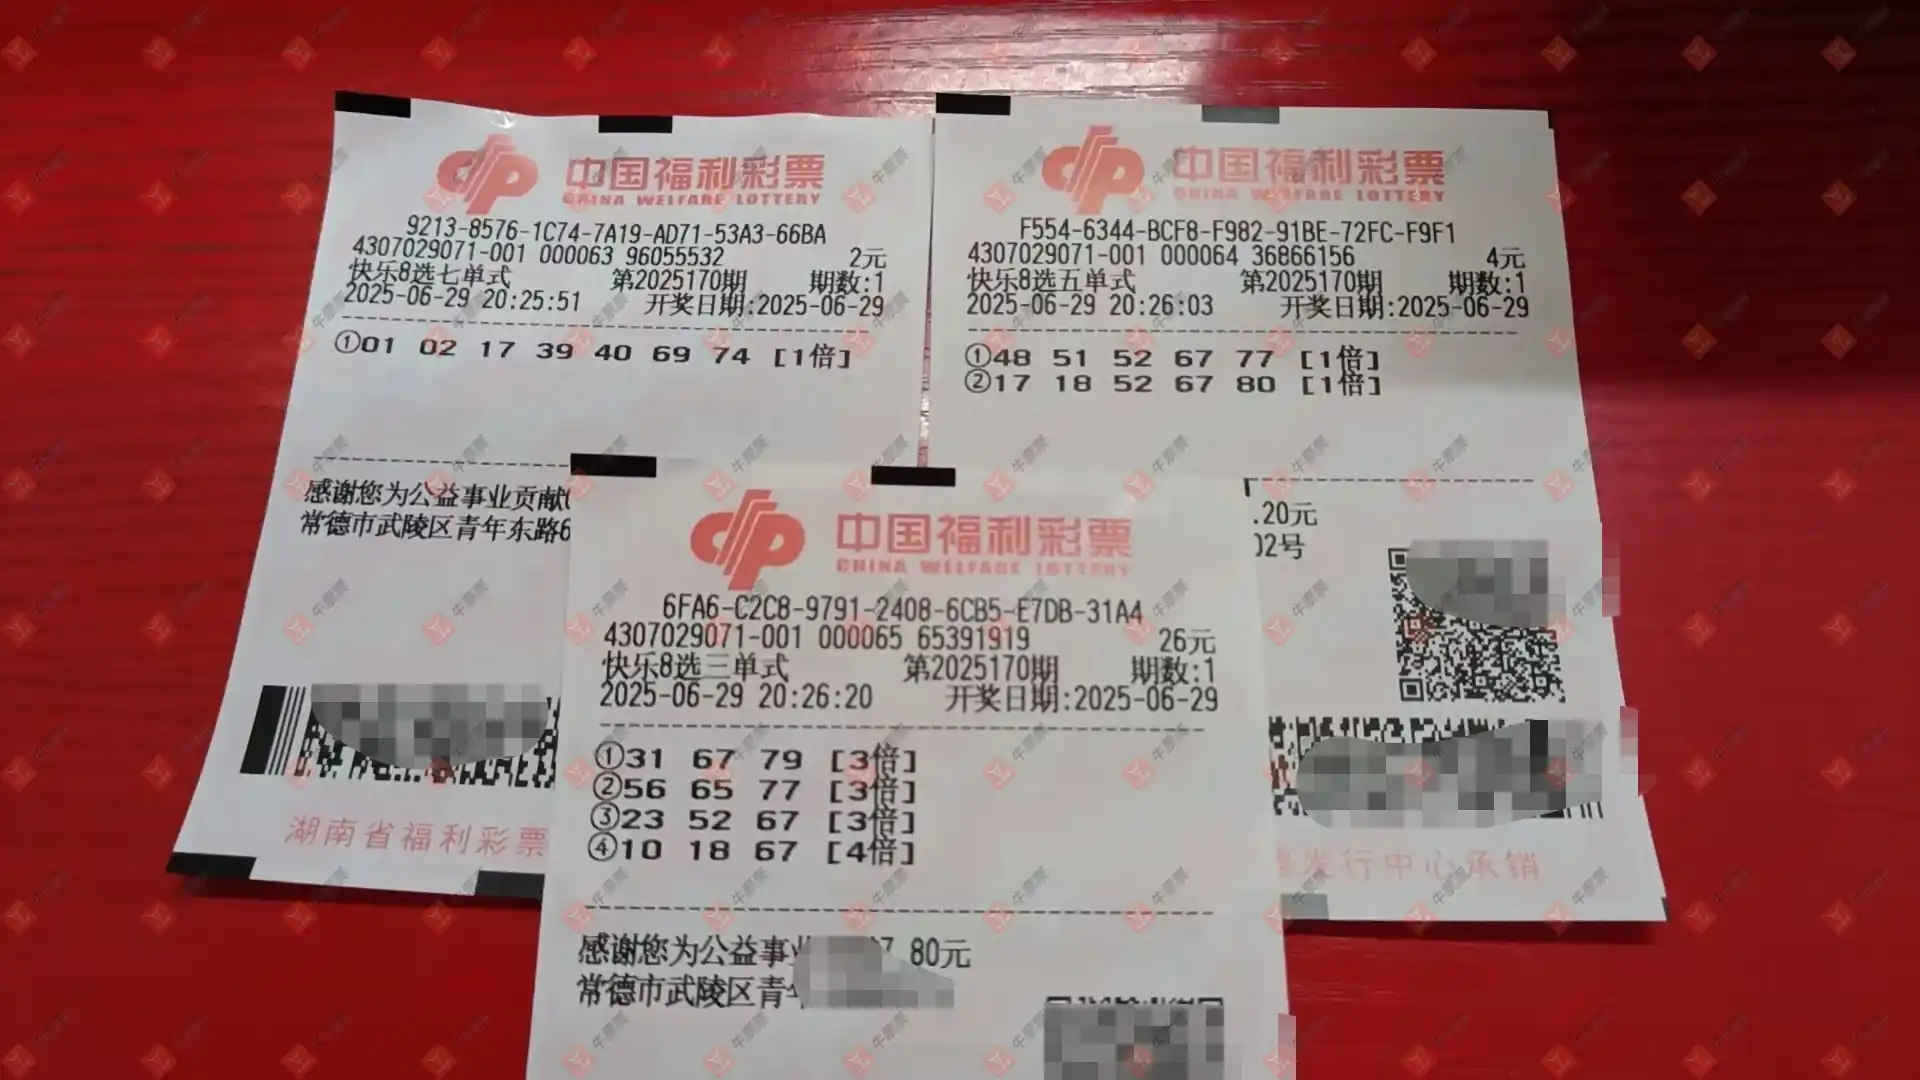 中国福利彩票
CHINA WELFARE LOTTERY
9213-8576-1C74-7A19-AD71-53A3-66BA
4307029071-001 000063 96055532 2元
快乐8选七单式 第2025170期 期数:1
2025-06-29 20:25:51 开奖日期:2025-06-29
①01 02 17 39 40 69 74 [1倍]
感谢您为公益事业贡献
常德市武陵区青年东路6
湖南省福利彩票
中国福利彩票
CHINA WELFARE LOTTERY
F554-6344-BCF8-F982-91BE-72FC-F9F1
4307029071-001 000064 36866156 4元
快乐8选五单式 第2025170期 期数:1
2025-06-29 20:26:03 开奖日期:2025-06-29
①48 51 52 67 77 [1倍]
②17 18 52 67 80 [1倍]
.20元
02号
发行中心承销
中国福利彩票
CHINA WELFARE LOTTERY
6FA6-C2C8-9791-2408-6CB5-E7DB-31A4
4307029071-001 000065 65391919 26元
快乐8选三单式 第2025170期 期数:1
2025-06-29 20:26:20 开奖日期:2025-06-29
①31 67 79 [3倍]
②56 65 77 [3倍]
③23 52 67 [3倍]
④10 18 67 [4倍]
感谢您为公益事 80元
常德市武陵区青